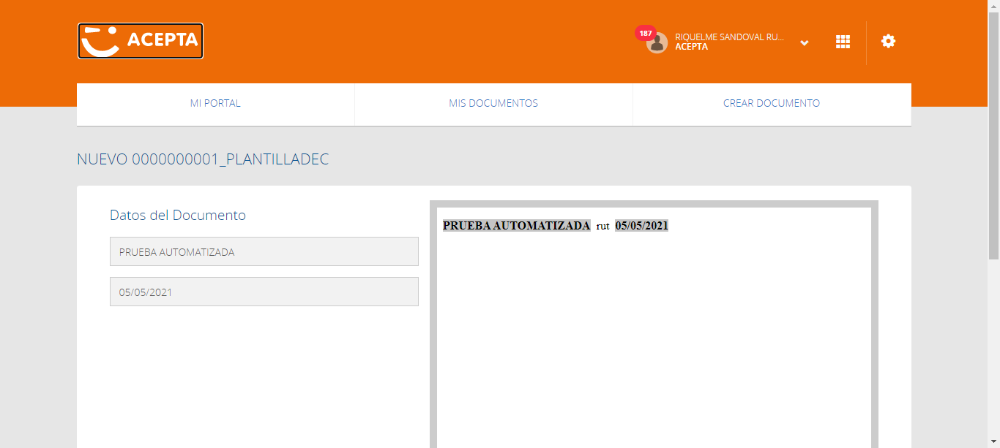 ACEPTA
187
RIQUELME SANDOVAL RU...
ACEPTA
MI PORTAL
MIS DOCUMENTOS
CREAR DOCUMENTO
NUEVO 0000000001_PLANTILLADEC
Datos del Documento
PRUEBA AUTOMATIZADA
05/05/2021
PRUEBA AUTOMATIZADA rut 05/05/2021